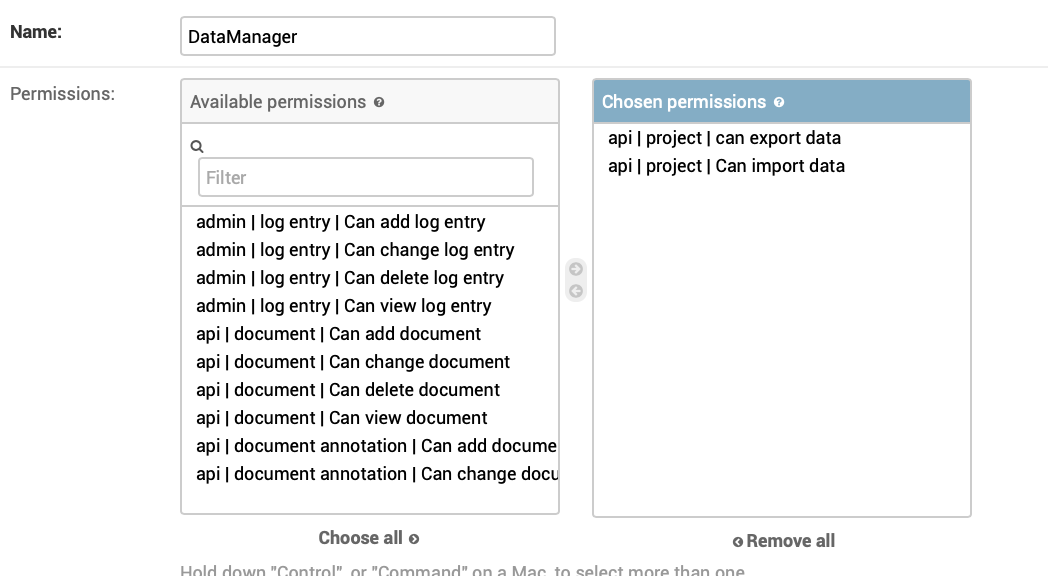 Name:
DataManager
Permissions:
Available permissions
Filter
admin | log entry | Can add log entry
admin | log entry | Can change log entry
admin | log entry | Can delete log entry
admin | log entry | Can view log entry
api | document | Can add document
api | document | Can change document
api | document | Can delete document
api | document | Can view document
api | document annotation | Can add docume
api | document annotation | Can change docu
Choose all
Chosen permissions
api | project | can export data
api | project | Can import data
Remove all
Hold down "Control", or "Command" on a Mac, to select more than one.